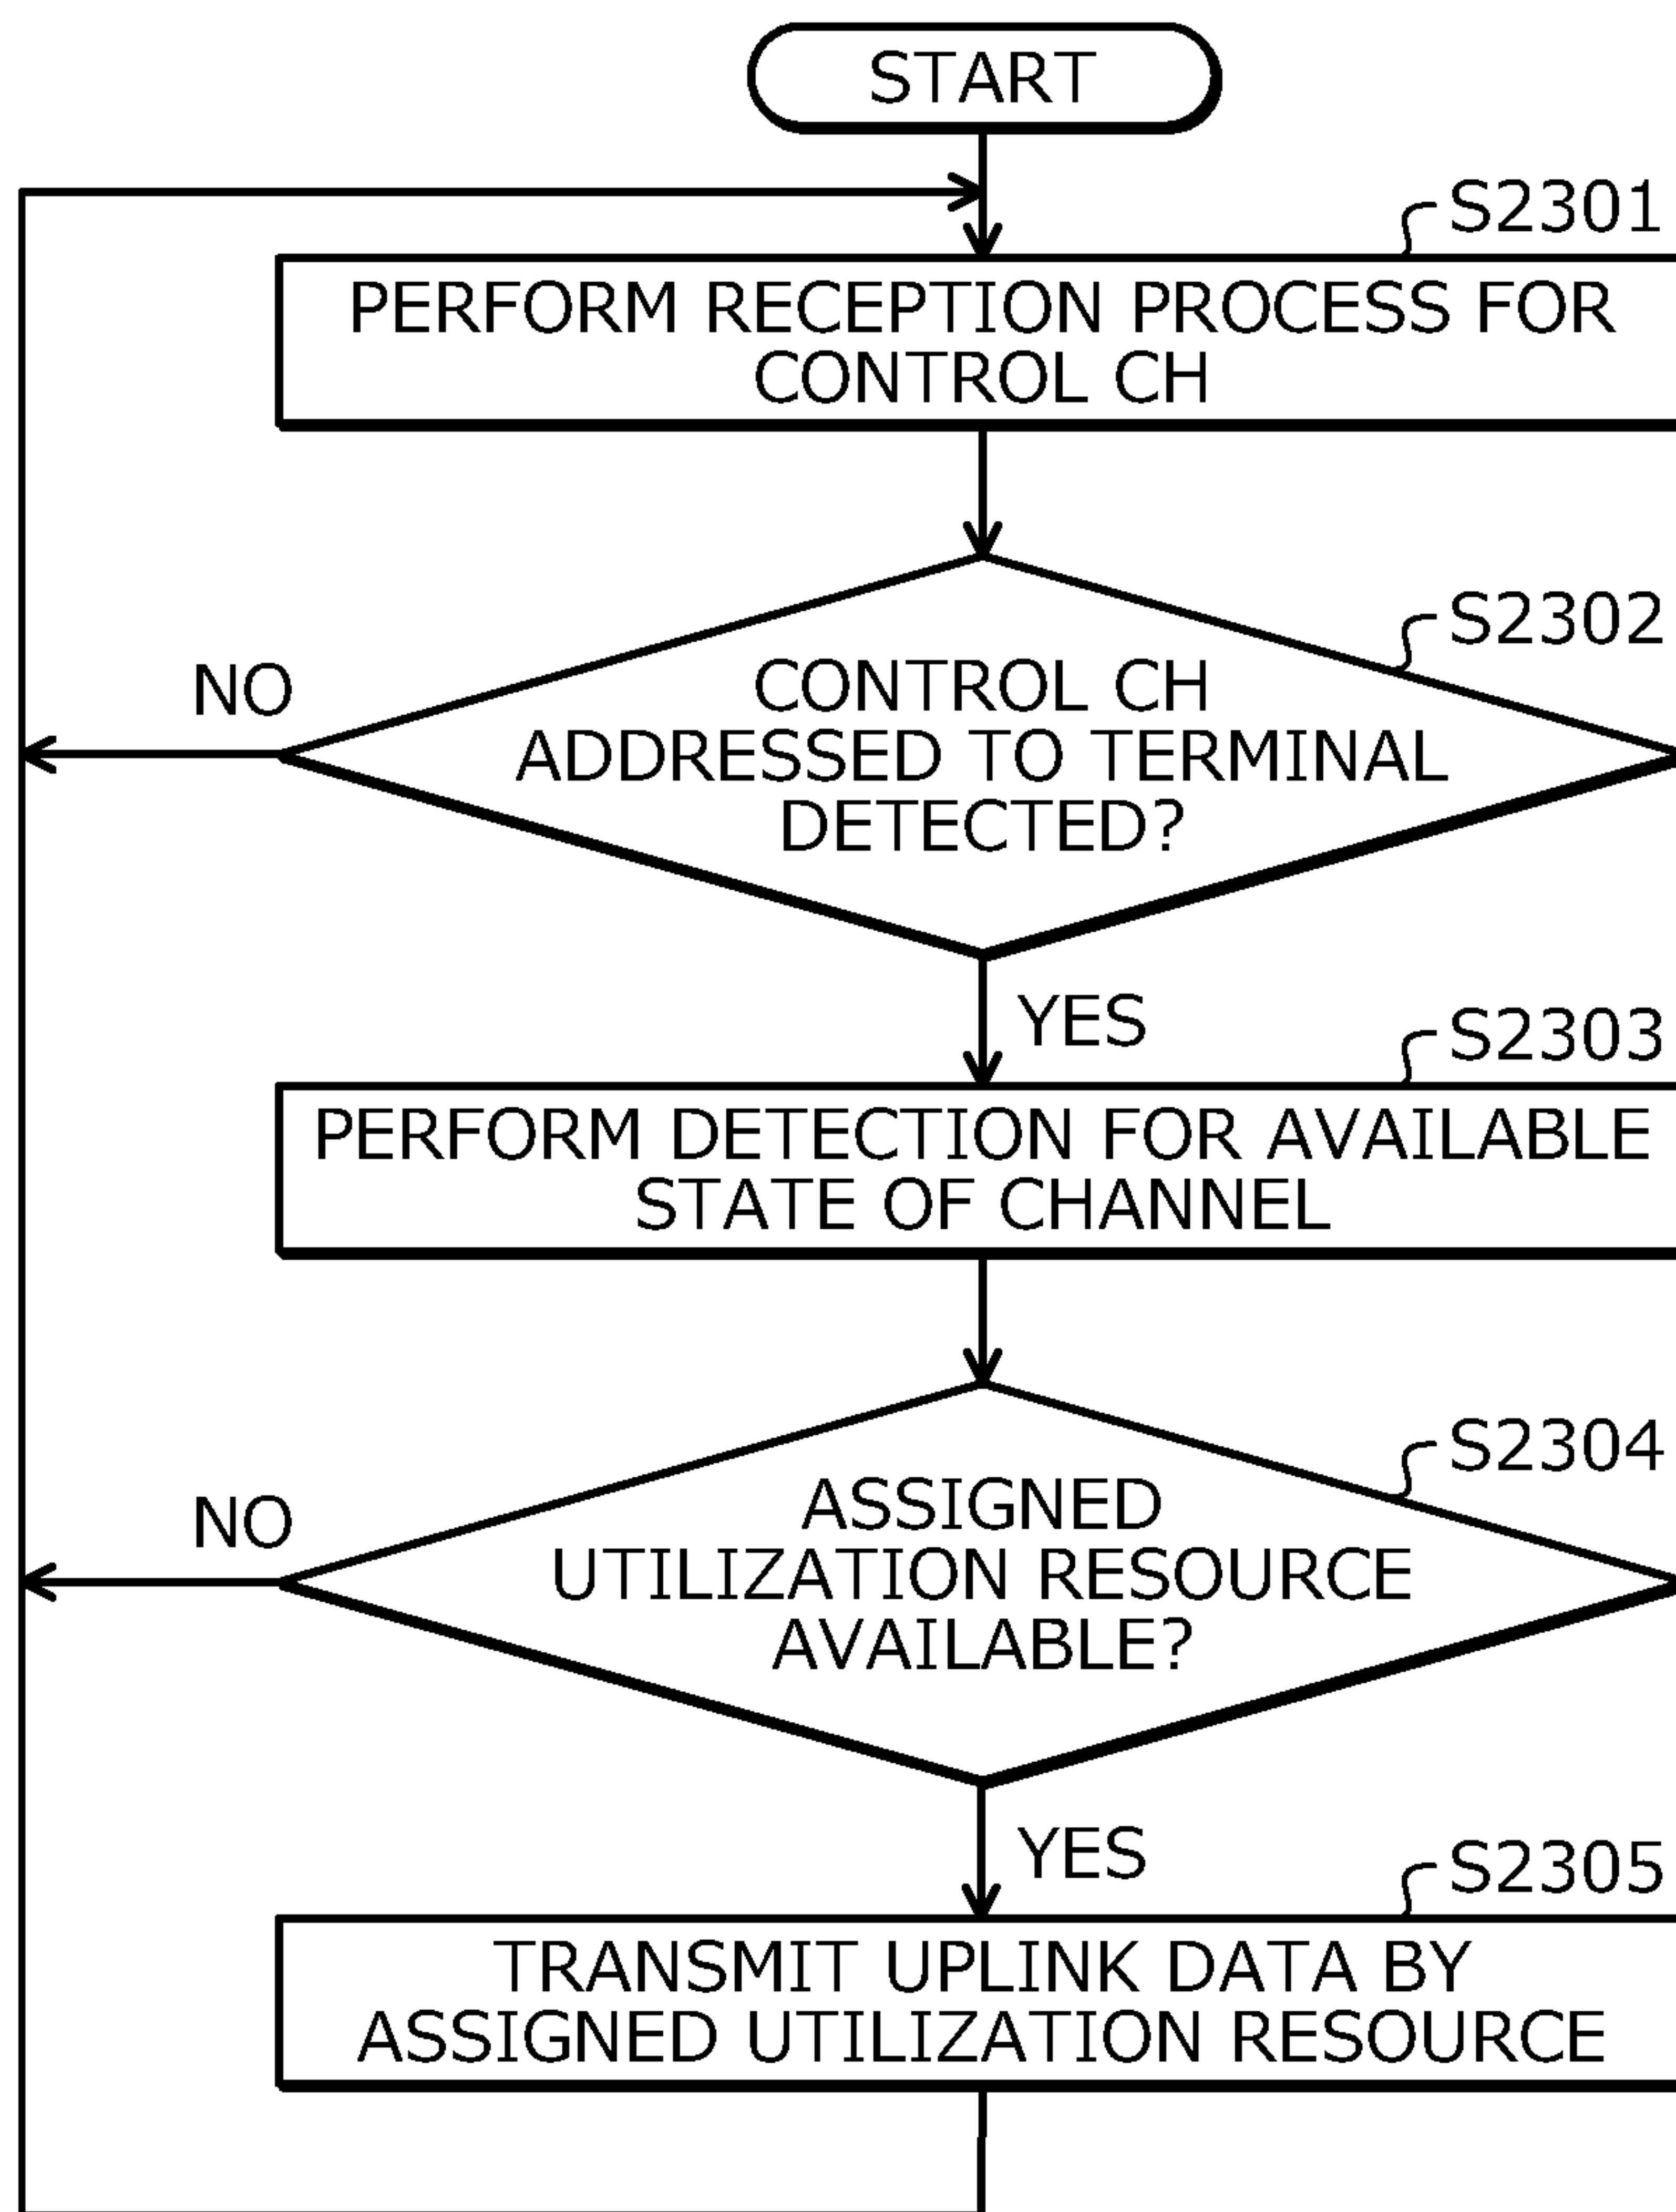 START
S2301
PERFORM RECEPTION PROCESS FOR
CONTROL CH
S2302
NO
CONTROL CH
ADDRESSED TO TERMINAL
DETECTED?
YES
S2303
PERFORM DETECTION FOR AVAILABLE
STATE OF CHANNEL
S2304
NO
ASSIGNED
UTILIZATION RESOURCE
AVAILABLE?
YES
S2305
TRANSMIT UPLINK DATA BY
ASSIGNED UTILIZATION RESOURCE